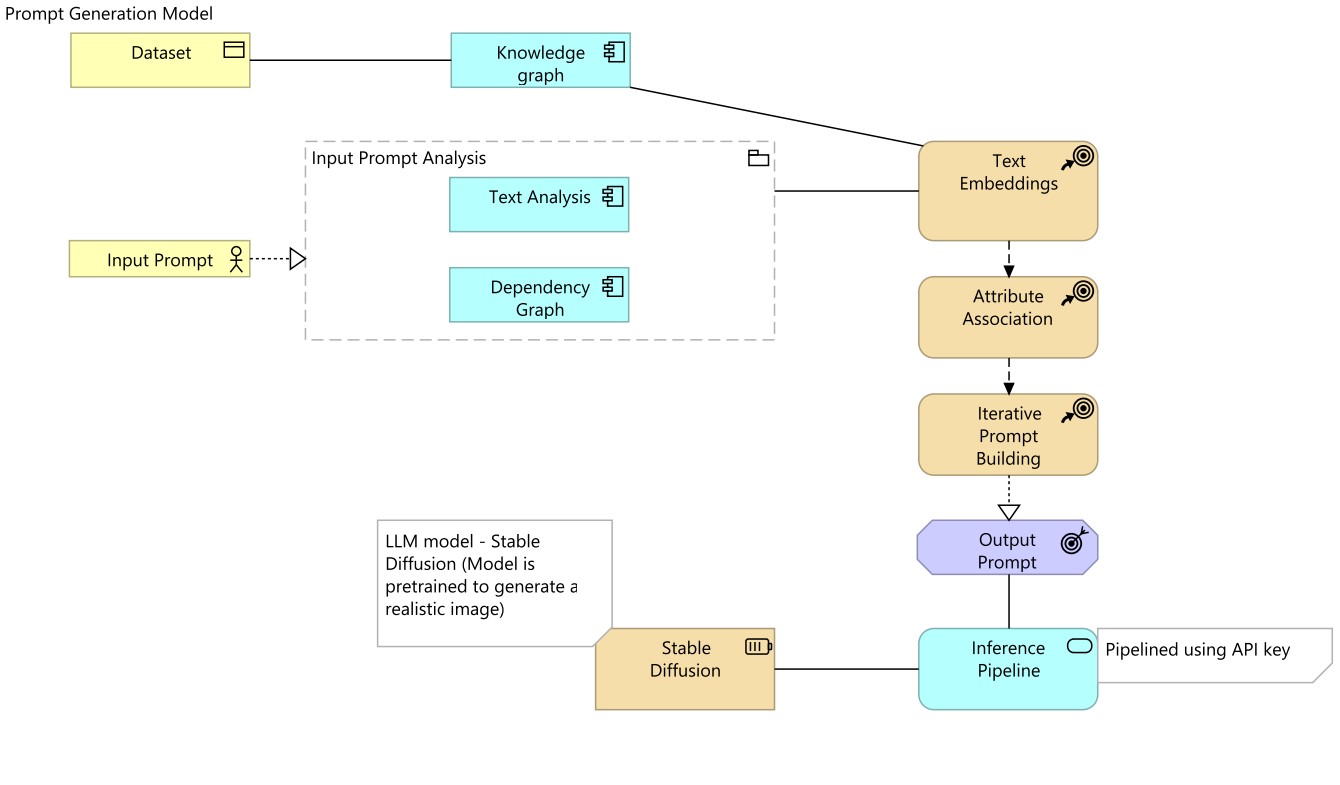 Prompt Generation Model
Dataset
Knowledge
graph
Input Prompt Analysis
Text Analysis
Text
Embeddings
Input Prompt
Dependency
Graph
Attribute
Association
Iterative
Prompt
Building
Output
Prompt
LLM model - Stable
Diffusion (Model is
pretrained to generate a
realistic image)
Stable
Diffusion
Inference
Pipeline
Pipelined using API key